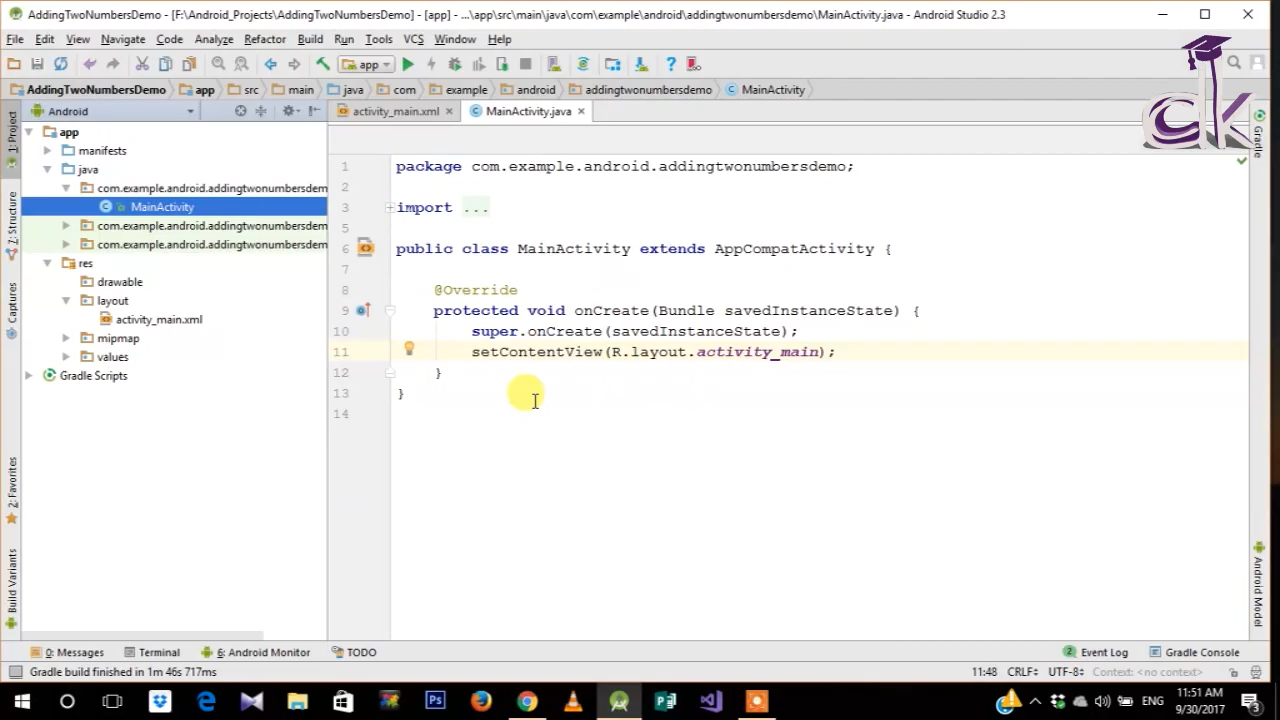 AddingTwoNumbersDemo - [F:\Android_Projects\AddingTwoNumbersDemo] - [app] - ...\app\src\main\java\com\example\android\addingtwonumbersdemo\MainActivity.java - Android Studio 2.3
File Edit View Navigate Code Analyze Refactor Build Run Tools VCS Window Help
app
AddingTwoNumbersDemo app src main java com example android addingtwonumbersdemo MainActivity
Android
activity_main.xml
MainActivity.java
CK
1: Project
7: Structure
Captures
2: Favorites
Build Variants
app
manifests
java
com.example.android.addingtwonumbersdem
MainActivity
com.example.android.addingtwonumbersdem
com.example.android.addingtwonumbersdem
res
drawable
layout
activity_main.xml
mipmap
values
Gradle Scripts
1 package com.example.android.addingtwonumbersdemo;
2
3 import ...
5
6 public class MainActivity extends AppCompatActivity {
7
8 @Override
9 protected void onCreate(Bundle savedInstanceState) {
10 super.onCreate(savedInstanceState);
11 setContentView(R.layout.activity_main);
12 }
13 }
14
Gradle
Android Model
0: Messages Terminal 6: Android Monitor TODO
Event Log Gradle Console
Gradle build finished in 1m 46s 717ms
11:48 CRLF÷ UTF-8÷ Context: <no context>
Ps
ENG
11:51 AM
9/30/2017
3